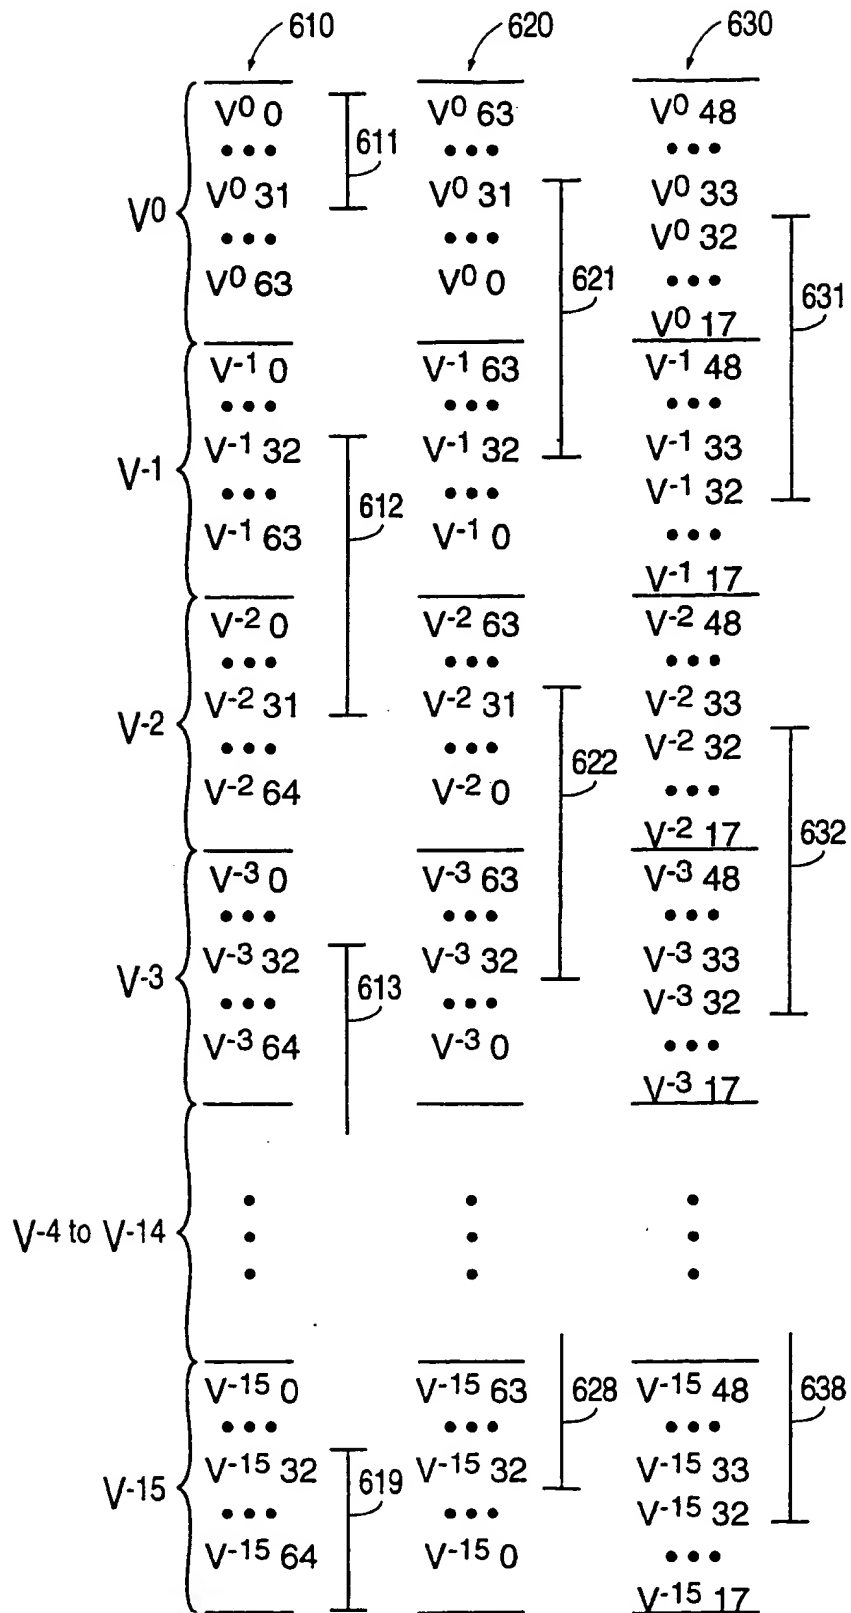 610 620 630
V0 0 V0 63 V0 48
••• ••• •••
611
V0 31 V0 31 V0 33
V0
••• ••• V0 32
V0 63 V0 0 •••
621 631
V0 17
V-1 0 V-1 63 V-1 48
••• ••• •••
V-1 32 V-1 32 V-1 33
V-1
••• ••• V-1 32
612
V-1 63 V-1 0 •••
V-1 17
V-2 0 V-2 63 V-2 48
••• ••• •••
V-2 31 V-2 31 V-2 33
V-2
••• ••• V-2 32
622
V-2 64 V-2 0 •••
V-2 17 632
V-3 0 V-3 63 V-3 48
••• ••• •••
V-3 32 V-3 32 V-3 33
V-3
613
••• ••• V-3 32
V-3 64 V-3 0 •••
V-3 17
V-4 to V-14
V-15 0 V-15 63 628 V-15 48 638
••• ••• •••
V-15 32 V-15 32 V-15 33
V-15 619
••• ••• V-15 32
V-15 64 V-15 0 •••
V-15 17